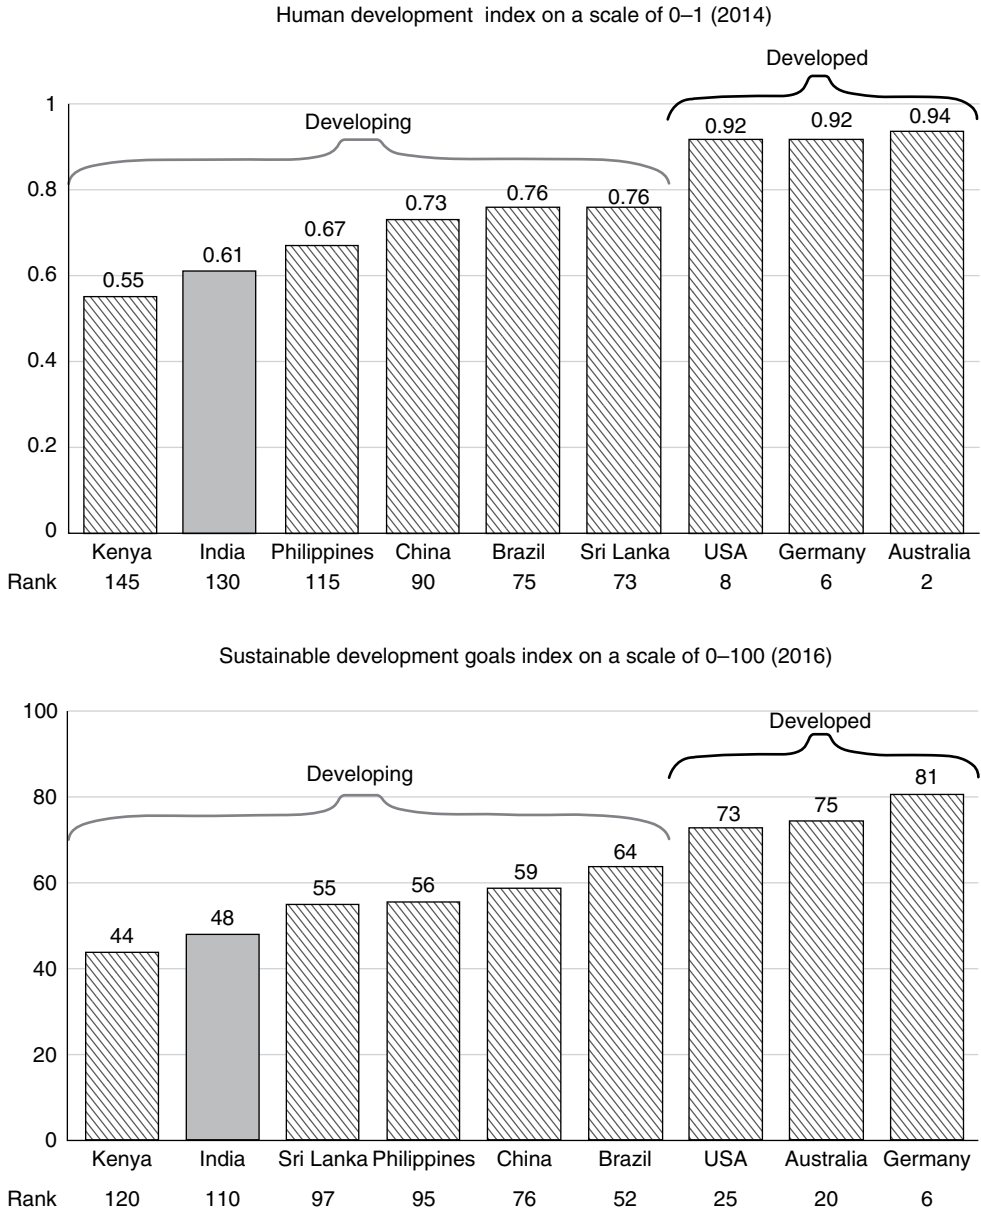 Human development index on a scale of 0–1 (2014)
Developed
1
0.92 0.92 0.94
Developing
0.8
0.73 0.76 0.76
0.67
0.61
0.6
0.55
0.4
0.2
0
Kenya India Philippines China Brazil Sri Lanka USA Germany Australia
Rank 145 130 115 90 75 73 8 6 2
Sustainable development goals index on a scale of 0–100 (2016)
100
Developed
Developing
81
80
73 75
64
60
55 56 59
48
44
40
20
0
Kenya India Sri Lanka Philippines China Brazil USA Australia Germany
Rank 120 110 97 95 76 52 25 20 6